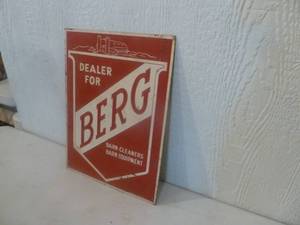 DEALER
FOR
BERG
BARN CLEANERS
BARN EQUIPMENT